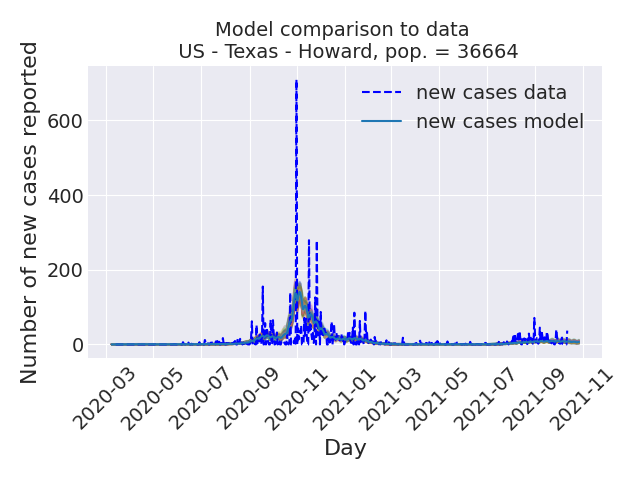 Model comparison to data
US - Texas - Howard, pop. = 36664
Number of new cases reported
600
400
200
0
new cases data
new cases model
2020-03
2020-05
2020-07
2020-09
2020-11
2021-01
2021-03
2021-05
2021-07
2021-09
2021-11
Day